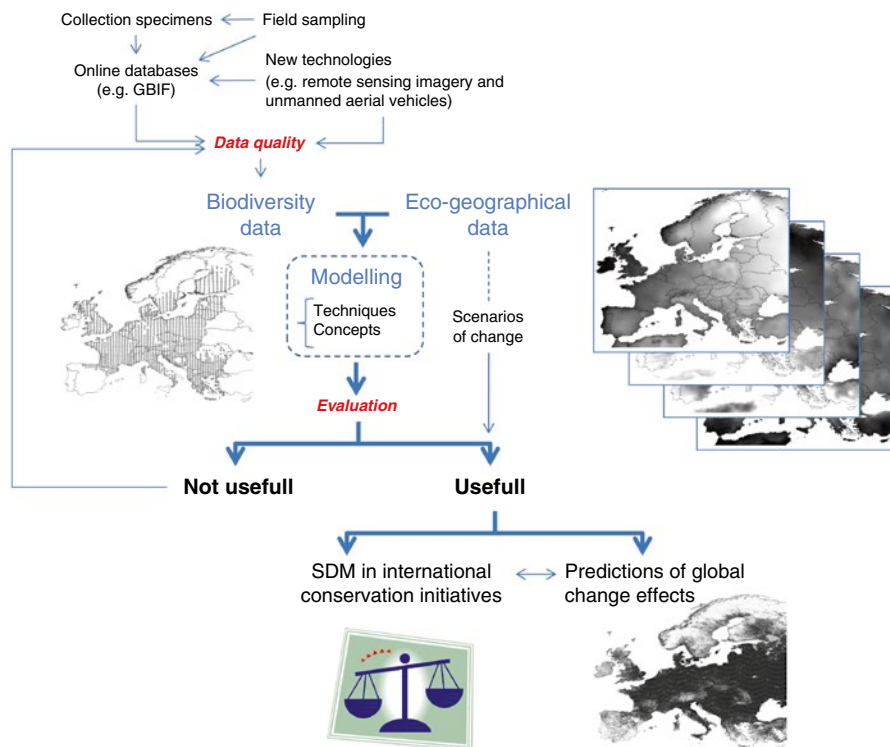 Collection specimens
Field sampling
New technologies
(e.g. remote sensing imagery and
unmanned aerial vehicles)
Online databases
(e.g. GBIF)
Data quality
Biodiversity
data
Eco-geographical
data
Modelling
Techniques
Concepts
Scenarios
of change
Evaluation
Not usefull
Usefull
SDM in international
conservation initiatives
Predictions of global
change effects